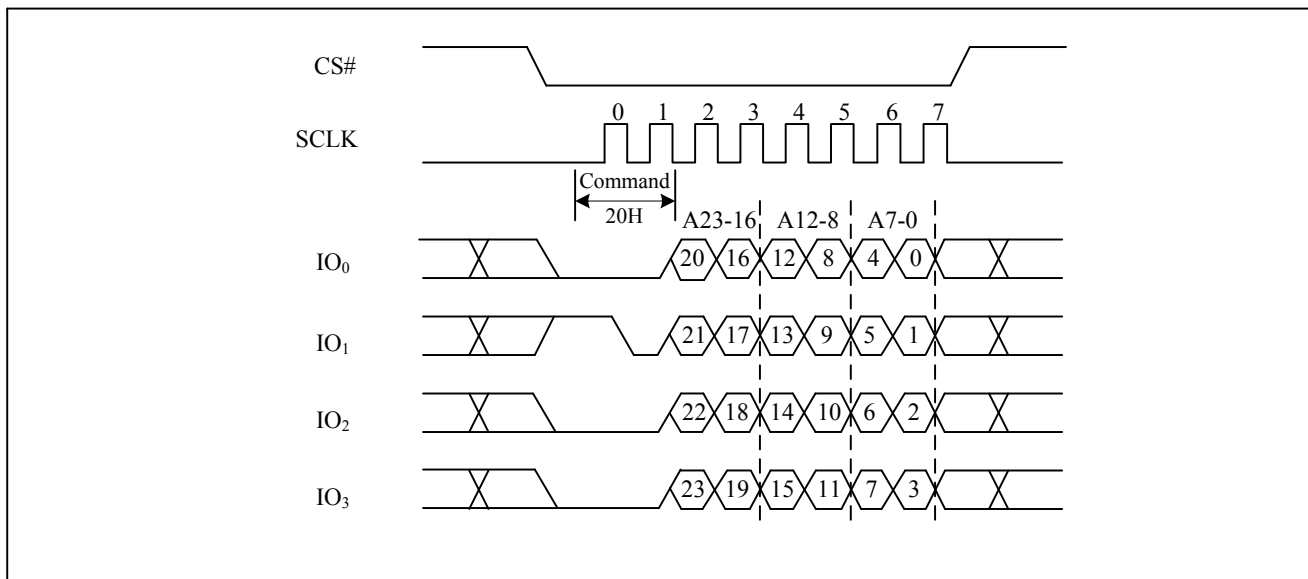 CS#
0 1 2 3 4 5 6 7
SCLK
Command
20H
A23-16 A12-8 A7-0
IO0 20 16 12 8 4 0
IO1 21 17 13 9 5 1
IO2 22 18 14 10 6 2
IO3 23 19 15 11 7 3